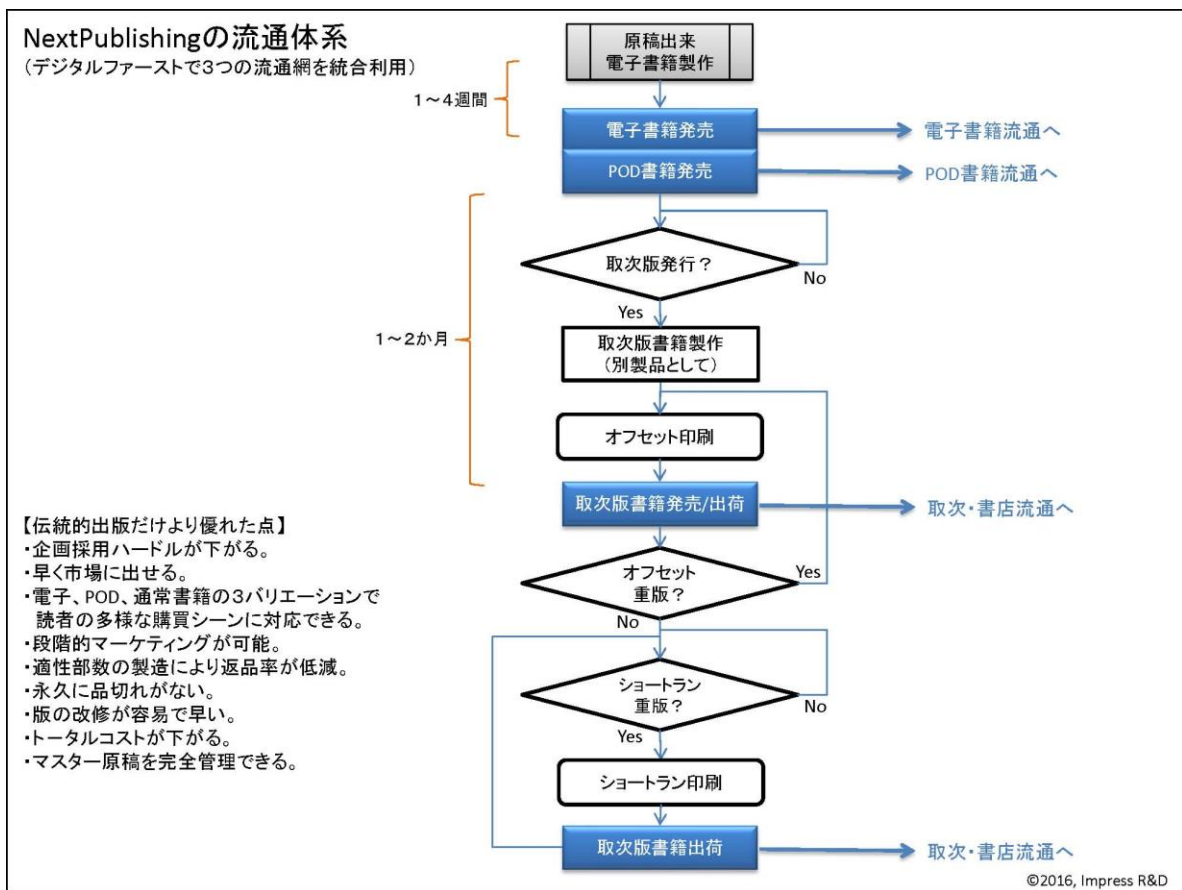 NextPublishingの流通体系
（デジタルファーストで３つの流通網を統合利用）
原稿出来
電子書籍製作
１～４週間
電子書籍発売
電子書籍流通へ
POD書籍発売
POD書籍流通へ
取次版発行？
No
Yes
１～２か月
取次版書籍製作
（別製品として）
オフセット印刷
取次版書籍発売/出荷
取次・書店流通へ
オフセット
重版？
Yes
No
ショートラン
重版？
No
Yes
ショートラン印刷
取次版書籍出荷
取次・書店流通へ
【伝統的出版だけより優れた点】
・企画採用ハードルが下がる。
・早く市場に出せる。
・電子、POD、通常書籍の３バリエーションで
読者の多様な購買シーンに対応できる。
・段階的マーケティングが可能。
・適性部数の製造により返品率が低減。
・永久に品切れがない。
・版の改修が容易で早い。
・トータルコストが下がる。
・マスター原稿を完全管理できる。
©2016, Impress R&D